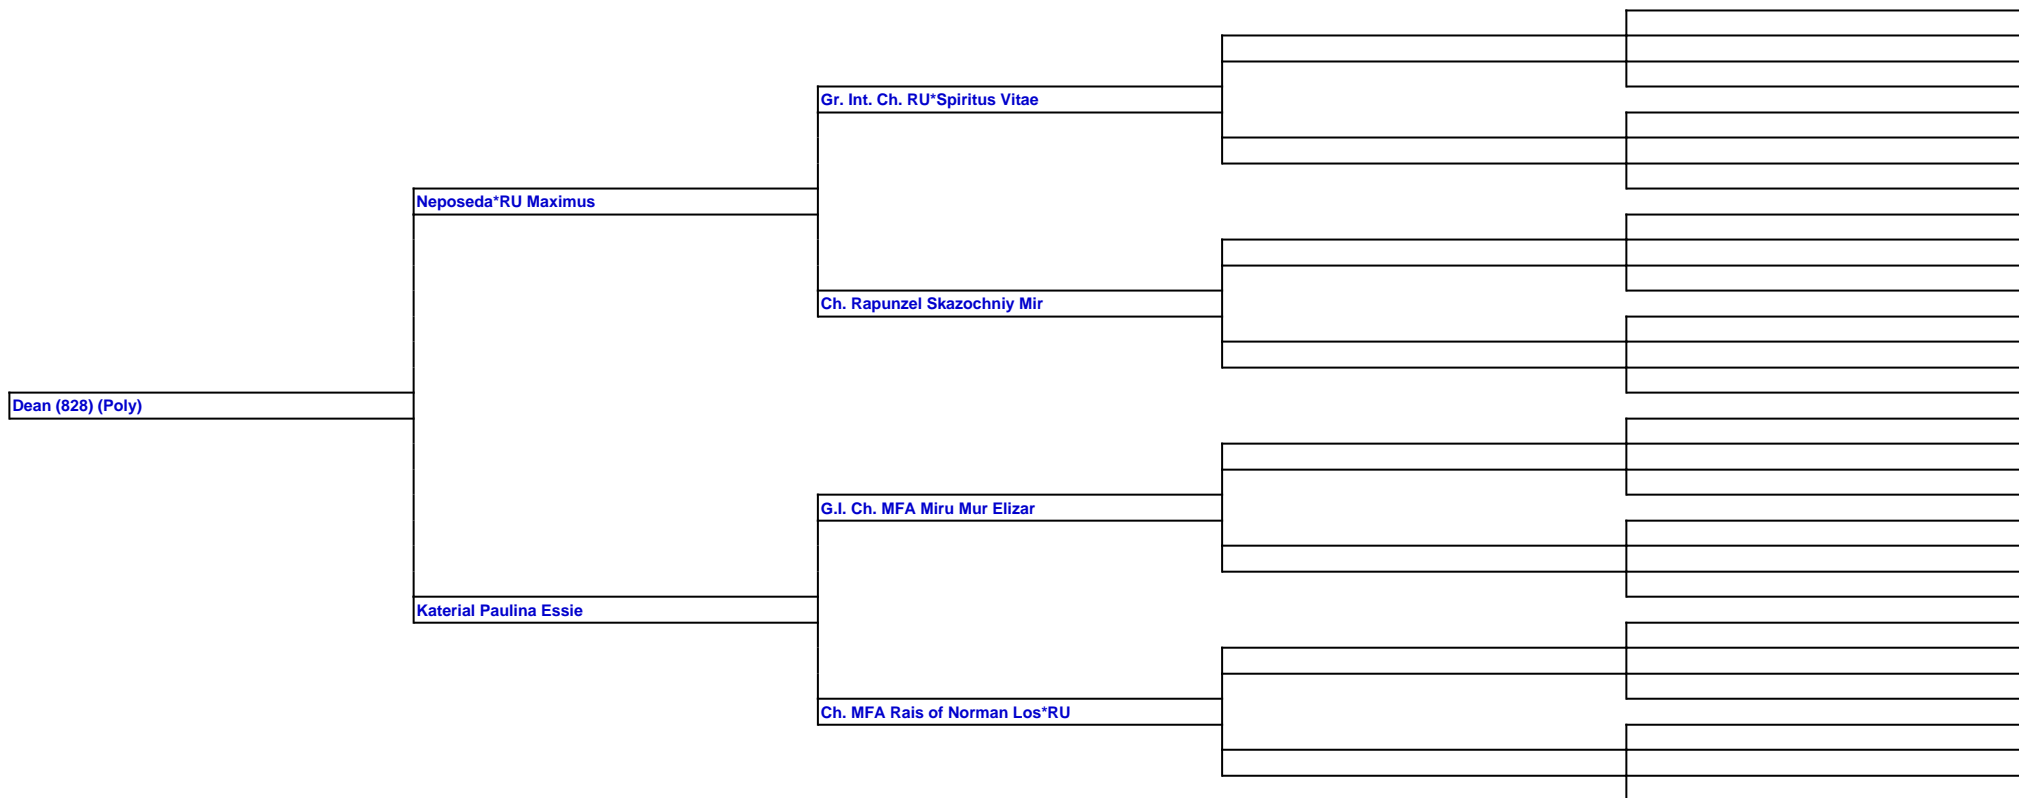 Gr. Int. Ch. RU*Spiritus Vitae
Neposeda*RU Maximus
Ch. Rapunzel Skazochniy Mir
Dean (828) (Poly)
G.I. Ch. MFA Miru Mur Elizar
Katerial Paulina Essie
Ch. MFA Rais of Norman Los*RU